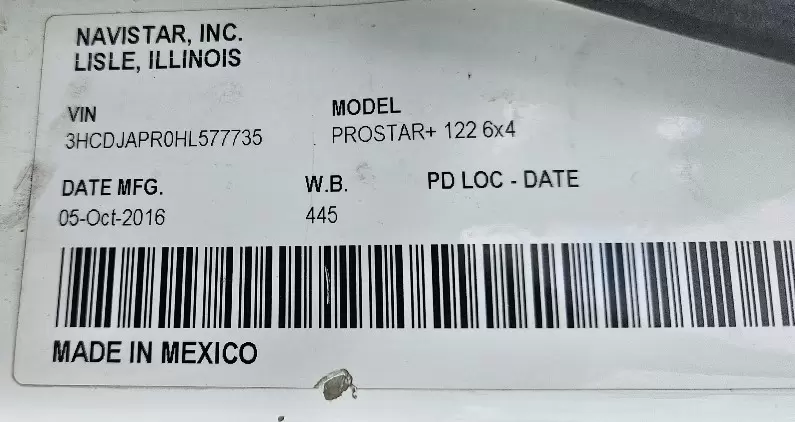 NAVISTAR, INC.
LISLE, ILLINOIS
VIN
3HCDJAPR0HL577735
MODEL
PROSTAR+ 122 6x4
DATE MFG.
05-Oct-2016
W.B.
445
PD LOC - DATE
MADE IN MEXICO